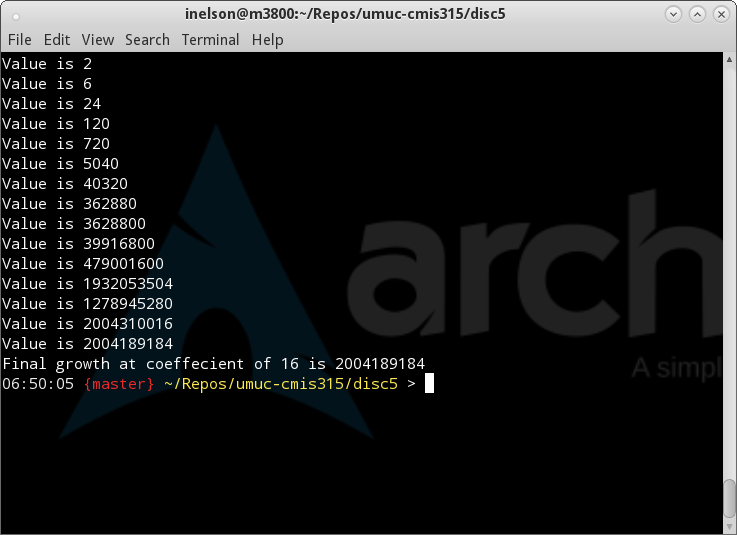 inelson@m3800:~/Repos/umuc-cmis315/disc5
File Edit View Search Terminal Help
Value is 2
Value is 6
Value is 24
Value is 120
Value is 720
Value is 5040
Value is 40320
Value is 362880
Value is 3628800
Value is 39916800
Value is 479001600
Value is 1932053504
Value is 1278945280
Value is 2004310016
Value is 2004189184
Final growth at coeffecient of 16 is 2004189184
06:50:05 {master} ~/Repos/umuc-cmis315/disc5 >
arch
A simpl